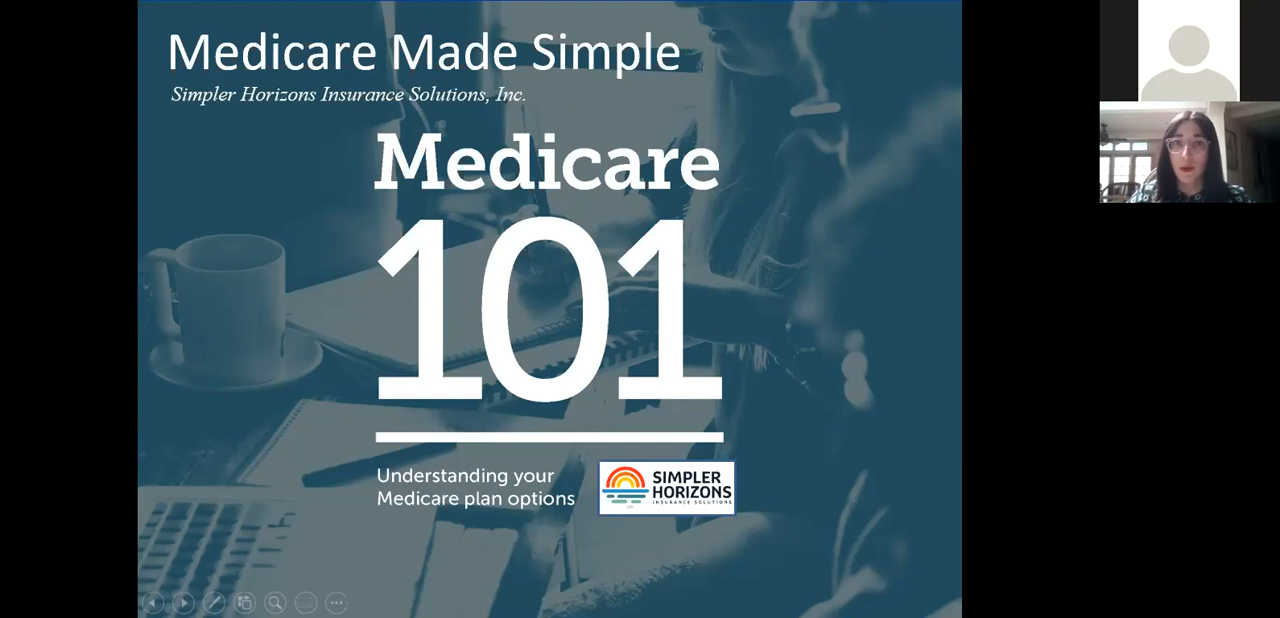 Medicare Made Simple
Simpler Horizons Insurance Solutions, Inc.
Medicare
101
Understanding your
Medicare plan options
SIMPLER
HORIZONS
INSURANCE SOLUTIONS